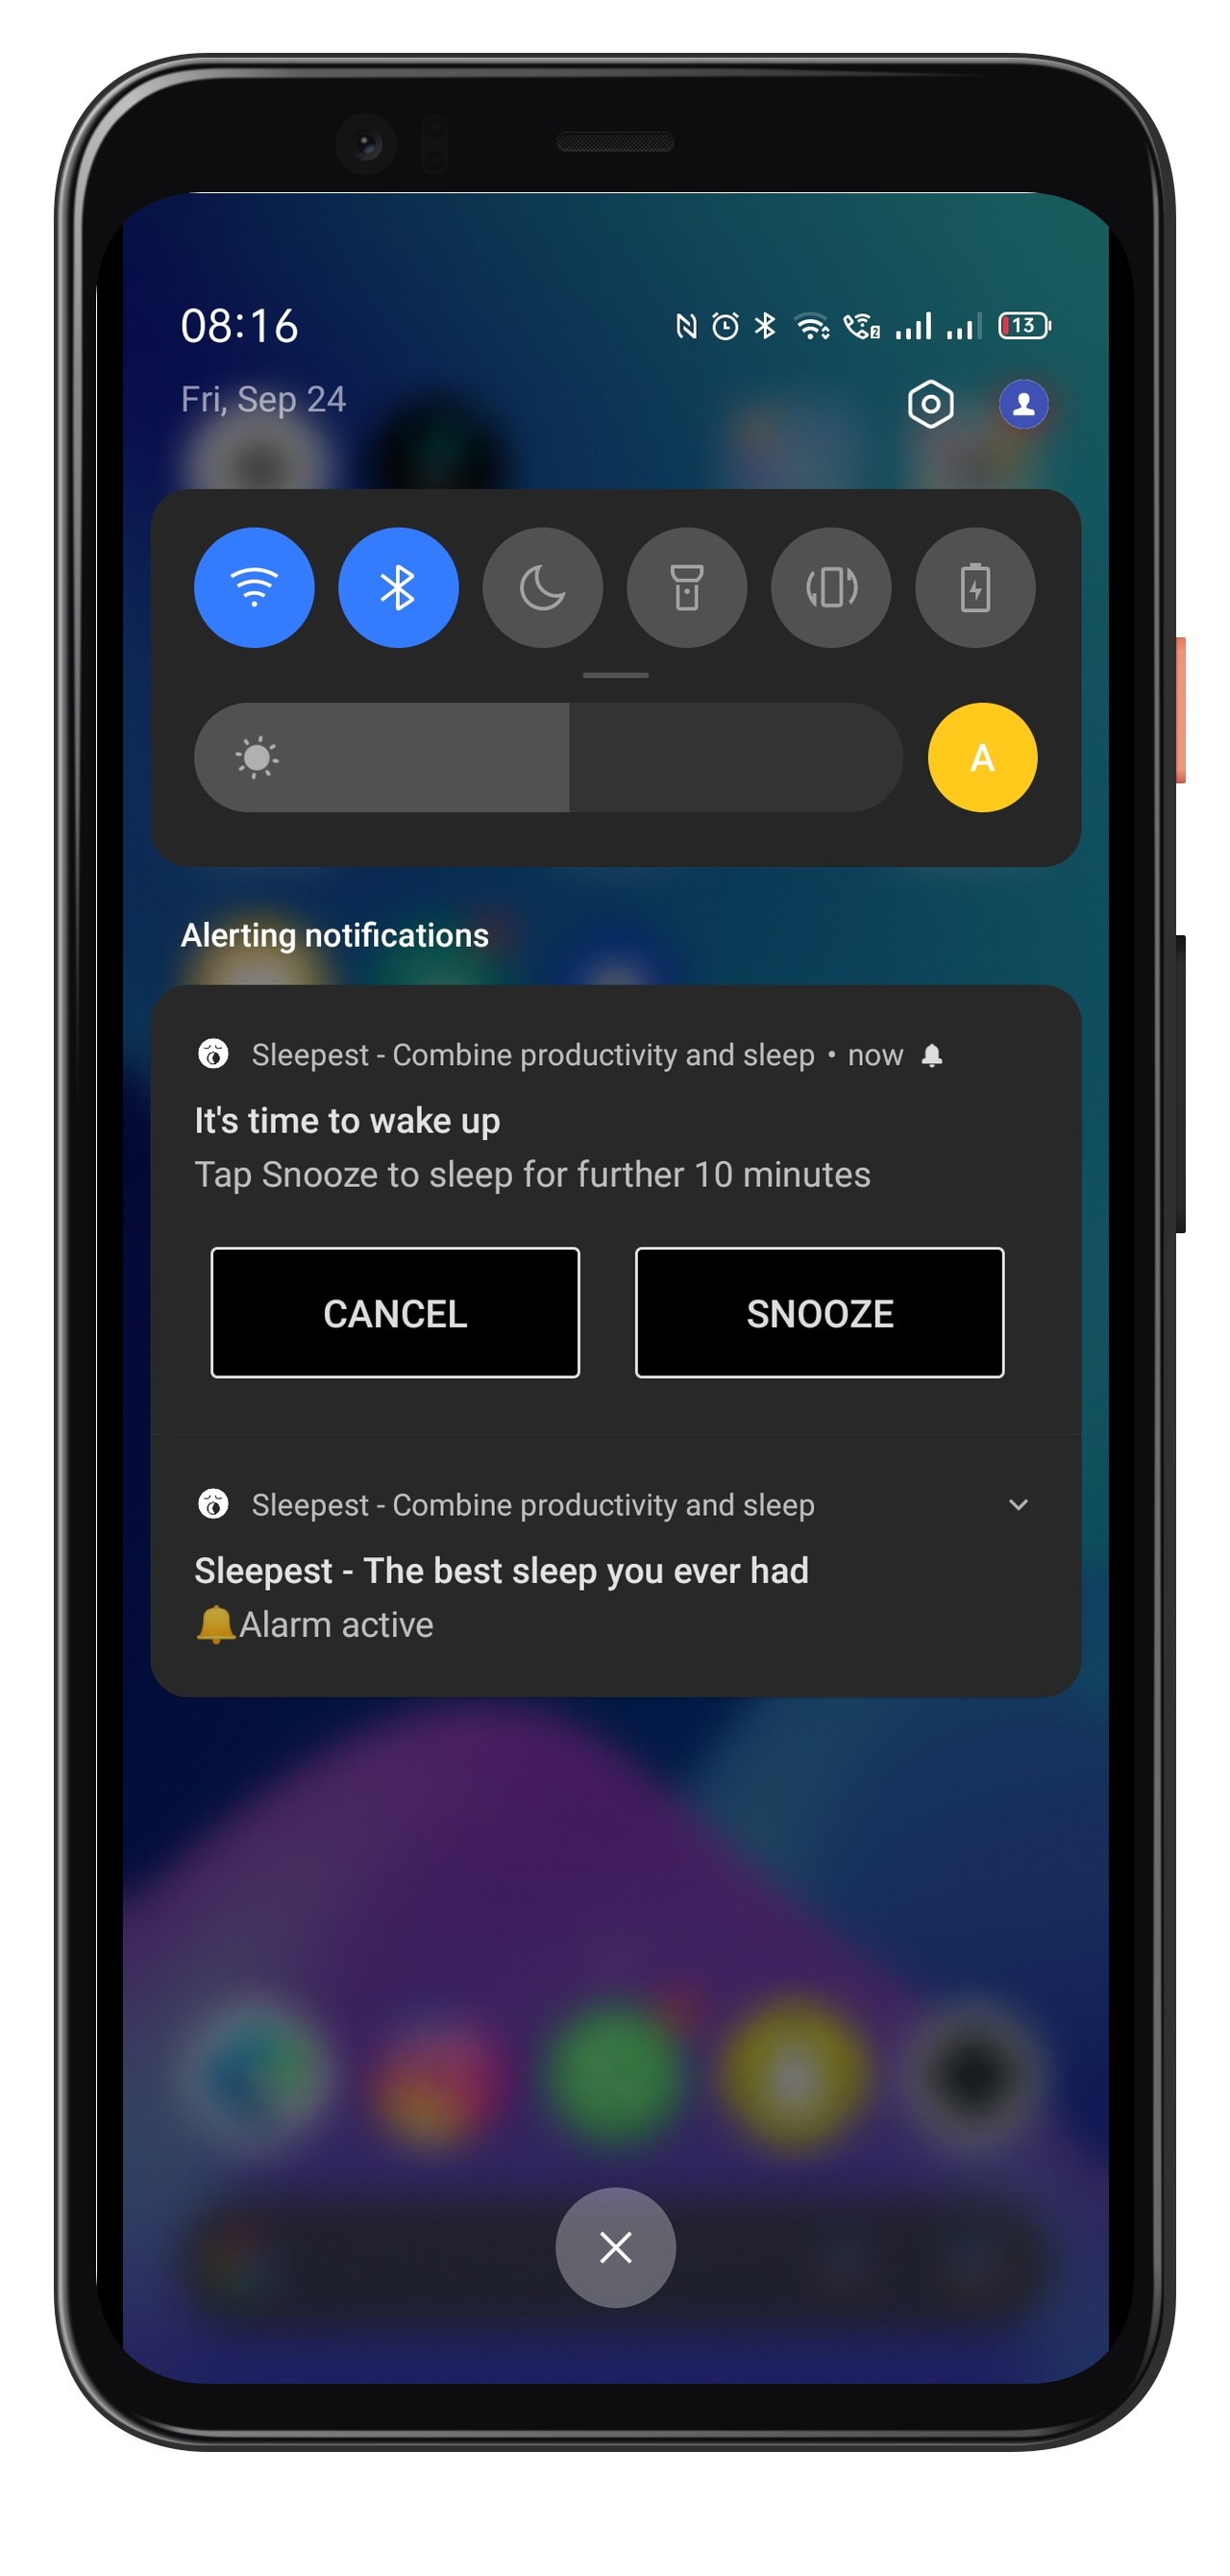 08:16
2
13
Fri, Sep 24
A
Alerting notifications
Sleepest - Combine productivity and sleep • now
It's time to wake up
Tap Snooze to sleep for further 10 minutes
CANCEL SNOOZE
Sleepest - Combine productivity and sleep
Sleepest - The best sleep you ever had
🔔Alarm active